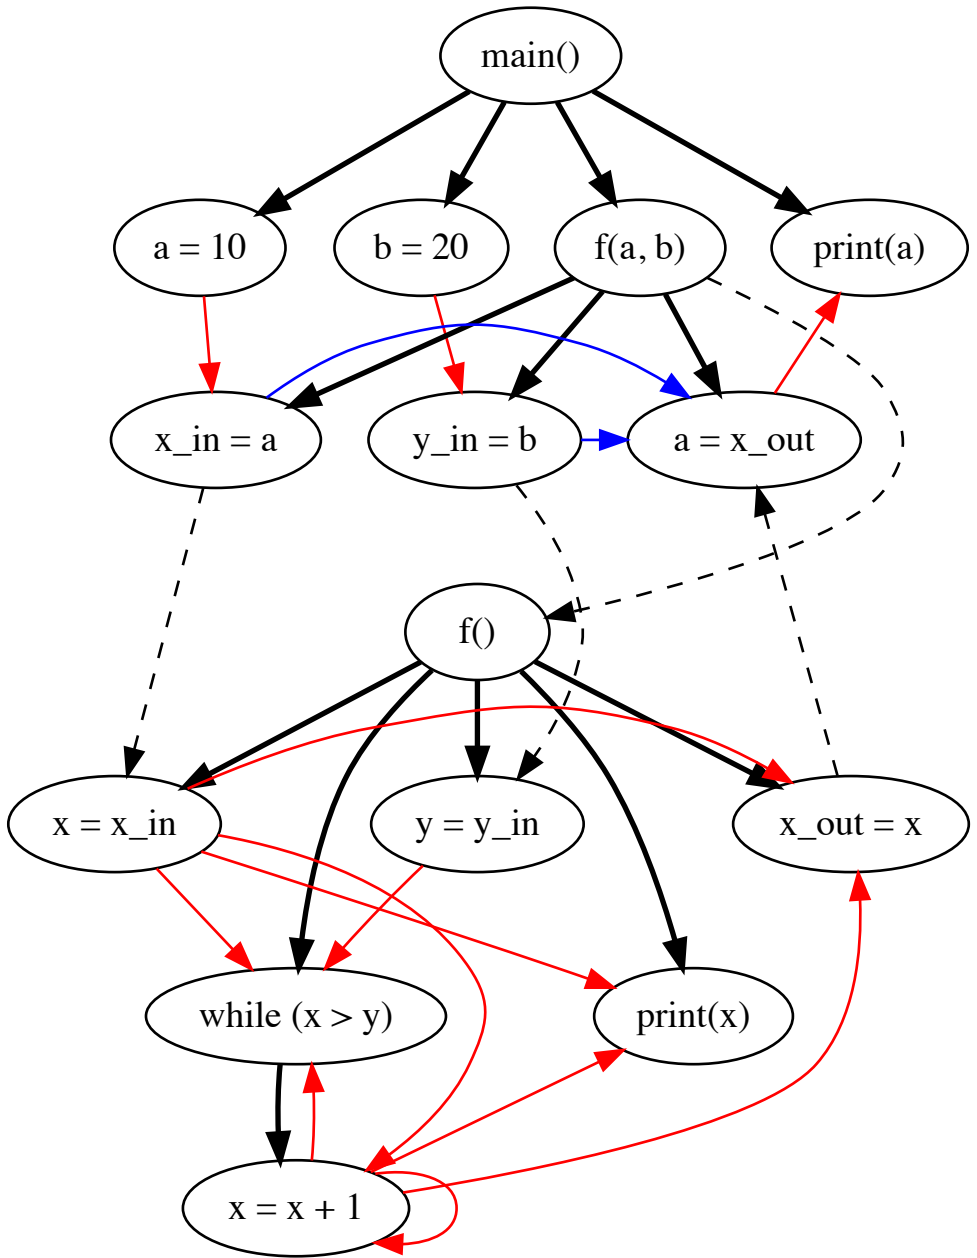 main()
a = 10
b = 20
f(a, b)
print(a)
x_in = a
y_in = b
a = x_out
f()
x = x_in
y = y_in
x_out = x
while (x > y)
print(x)
x = x + 1